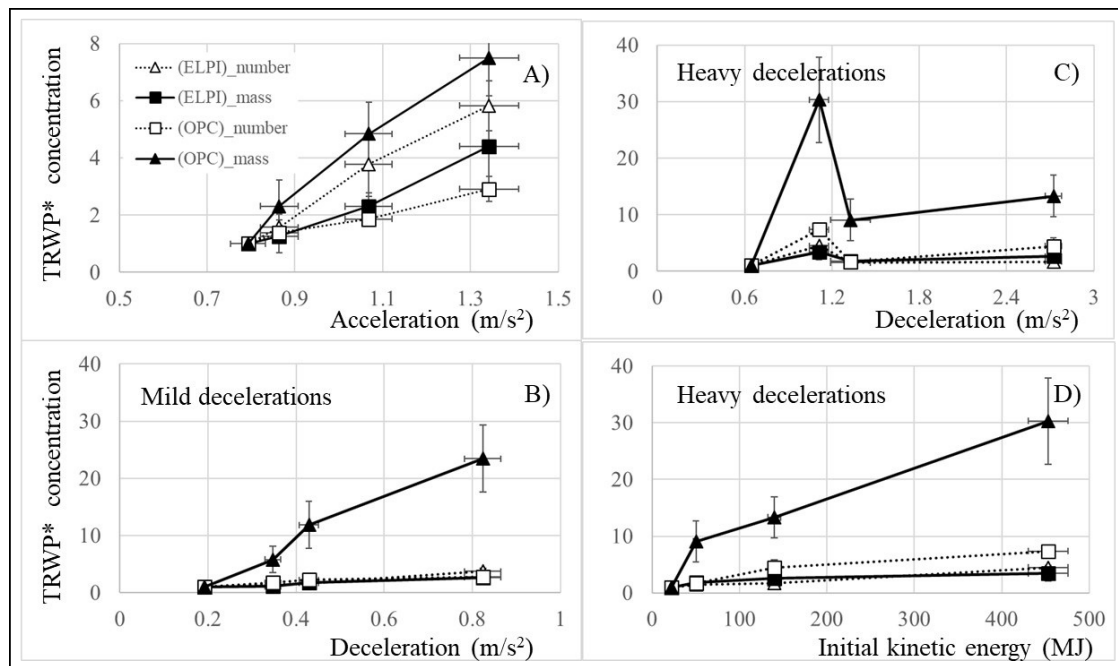 TRWP* concentration
8
6
4
2
0
(ELPI)_number
(ELPI)_mass
(OPC)_number
(OPC)_mass
A)
0.5 0.7 0.9 1.1 1.3 1.5
Acceleration (m/s²)
40
30
20
10
0
Heavy decelerations
C)
0 0.6 1.2 1.8 2.4 3
Deceleration (m/s²)
TRWP* concentration
40
30
20
10
0
Mild decelerations
B)
0 0.2 0.4 0.6 0.8 1
Deceleration (m/s²)
40
30
20
10
0
Heavy decelerations
D)
0 100 200 300 400 500
Initial kinetic energy (MJ)